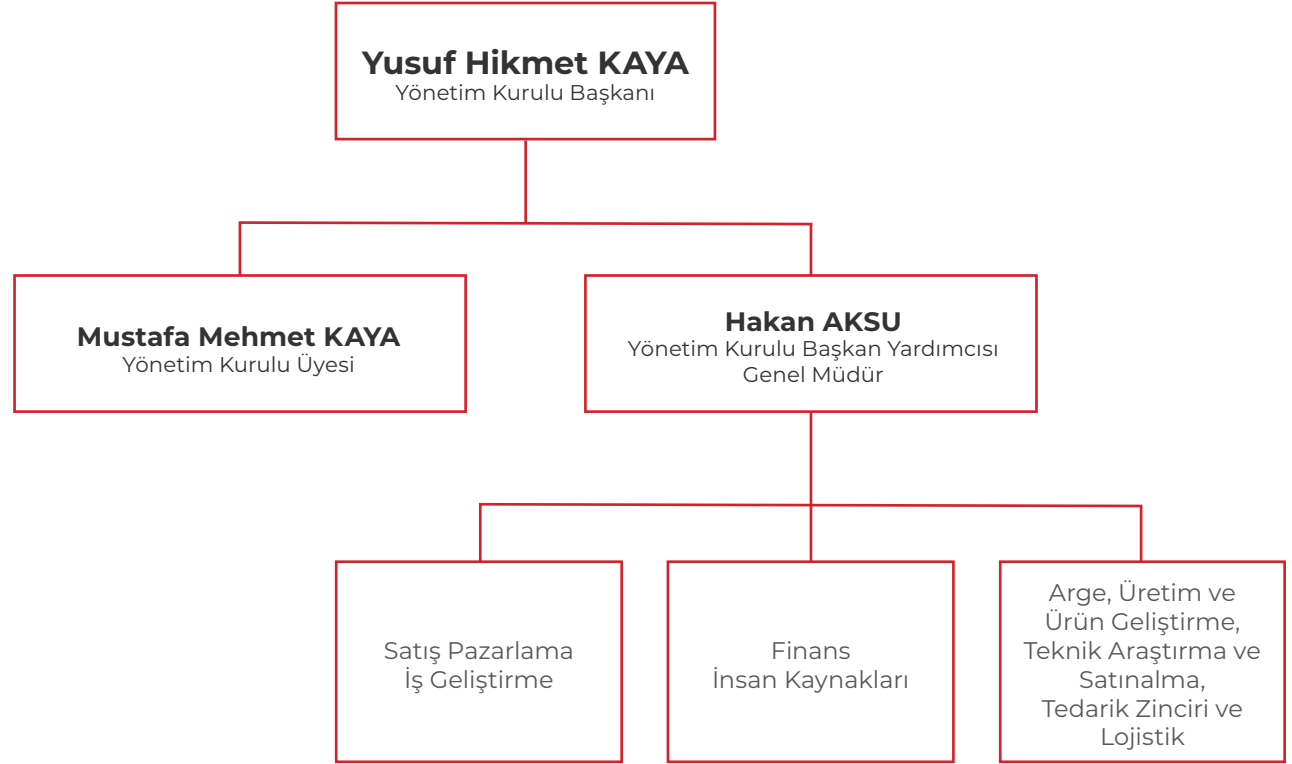 Yusuf Hikmet KAYA
Yönetim Kurulu Başkanı
Mustafa Mehmet KAYA
Yönetim Kurulu Üyesi
Hakan AKSU
Yönetim Kurulu Başkan Yardımcısı
Genel Müdür
Satış Pazarlama
İş Geliştirme
Finans
İnsan Kaynakları
Arge, Üretim ve
Ürün Geliştirme,
Teknik Araştırma ve
Satınalma,
Tedarik Zinciri ve
Lojistik